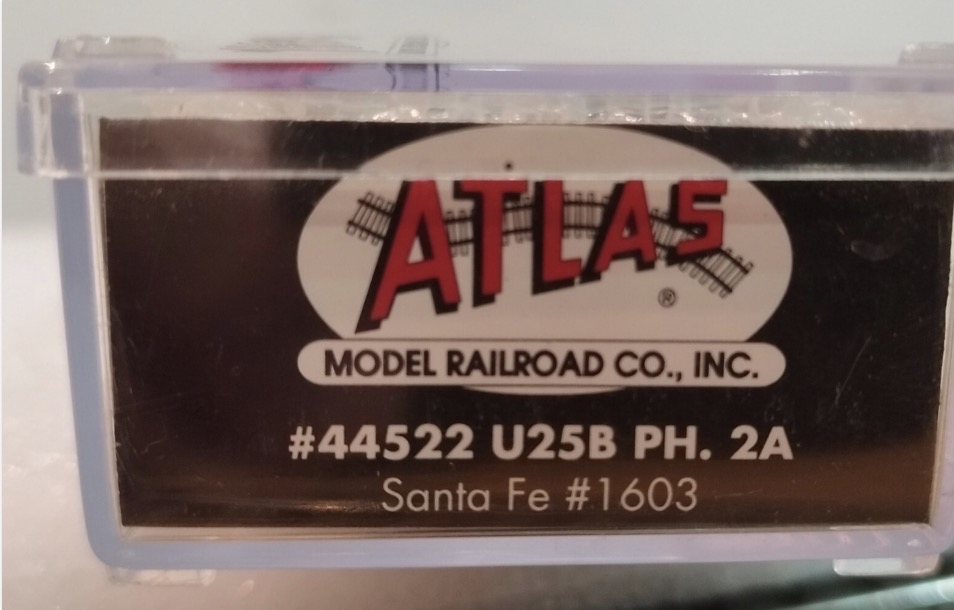 ATLAS
®
MODEL RAILROAD CO., INC.
#44522 U25B PH. 2A
Santa Fe #1603